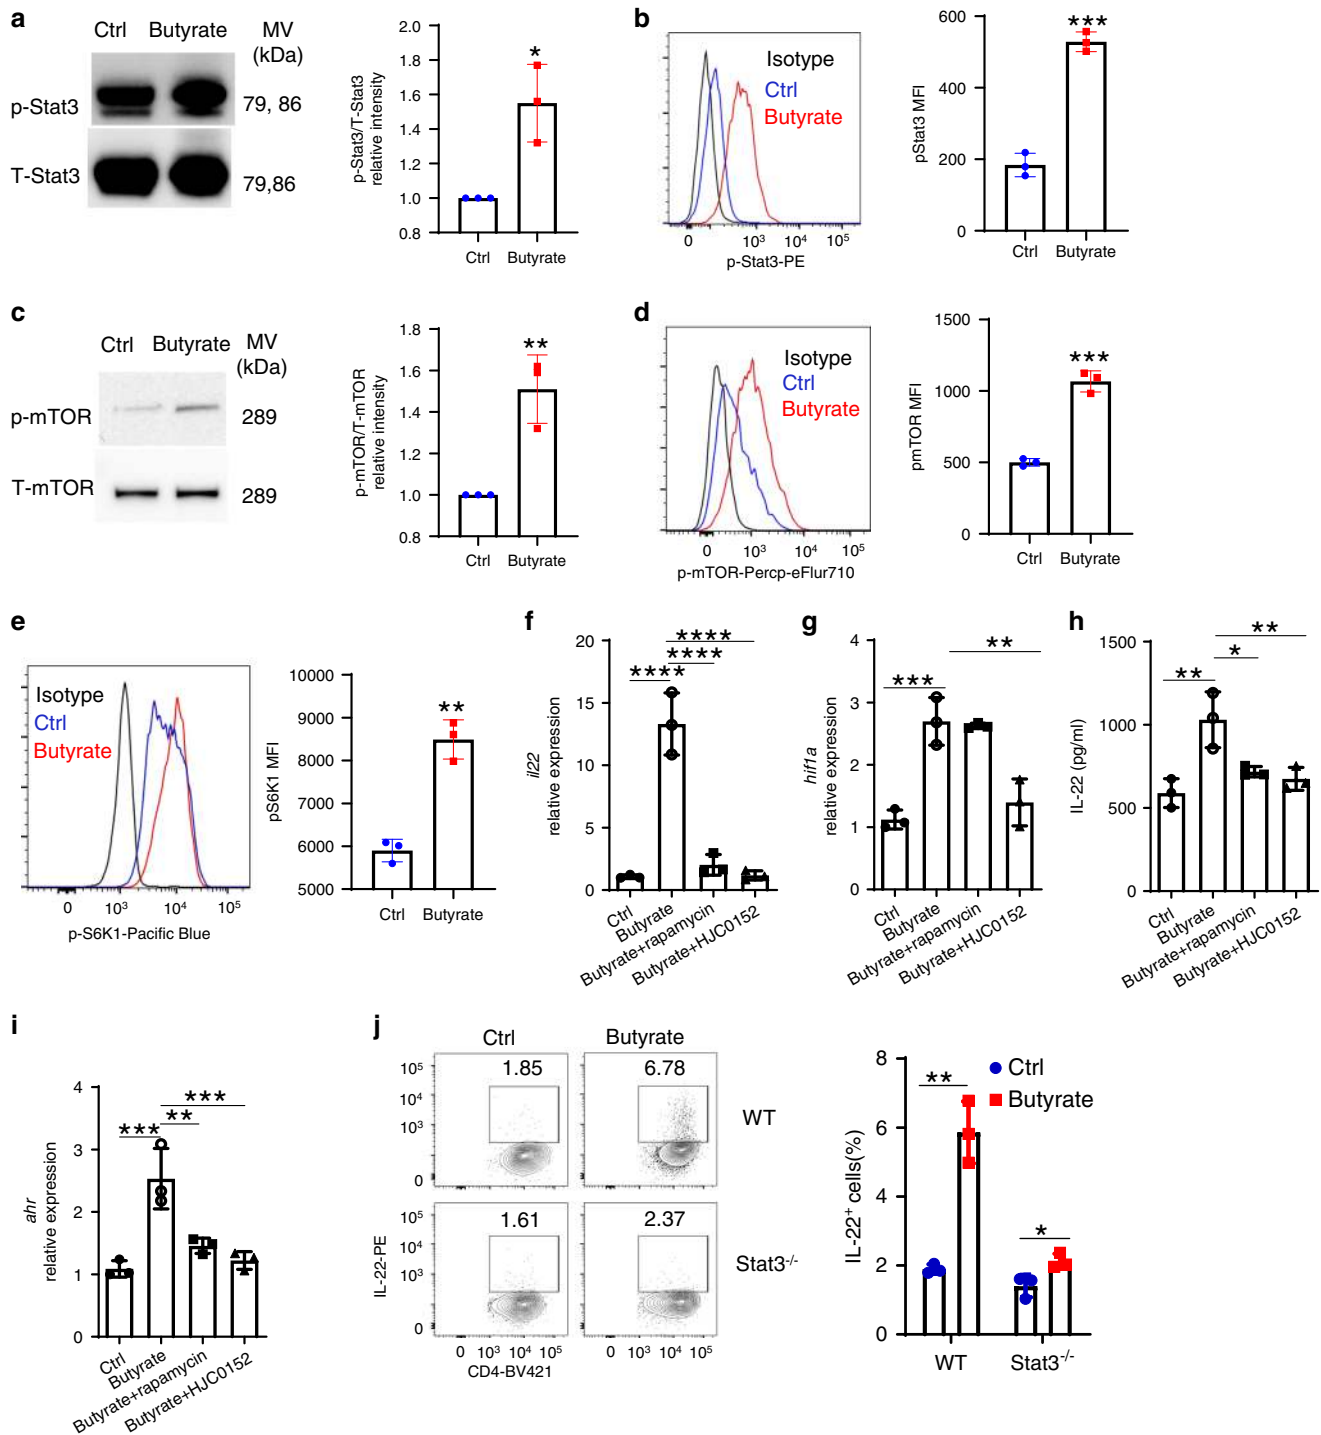 a
Ctrl Butyrate MV
(kDa)
p-Stat3 79, 86
T-Stat3 79,86
p-Stat3/T-Stat3
relative intensity
2.0
1.8
1.6
1.4
1.2
1.0
0.8
*
Ctrl Butyrate
b
Isotype
Ctrl
Butyrate
0 10³ 10⁴ 10⁵
p-Stat3-PE
pStat3 MFI
600
400
200
0
***
Ctrl Butyrate
c
Ctrl Butyrate MV
(kDa)
p-mTOR 289
T-mTOR 289
p-mTOR/T-mTOR
relative intensity
1.8
1.6
1.4
1.2
1.0
0.8
**
Ctrl Butyrate
d
Isotype
Ctrl
Butyrate
0 10³ 10⁴ 10⁵
p-mTOR-Percp-eFlur710
pmTOR MFI
1500
1000
500
0
***
Ctrl Butyrate
e
Isotype
Ctrl
Butyrate
0 10³ 10⁴ 10⁵
p-S6K1-Pacific Blue
pS6K1 MFI
10000
9000
8000
7000
6000
5000
**
Ctrl Butyrate
f
il22
relative expression
20
15
10
5
0
****
****
****
Ctrl
Butyrate
Butyrate+rapamycin
Butyrate+HJC0152
g
hif1a
relative expression
4
3
2
1
0
***
**
Ctrl
Butyrate
Butyrate+rapamycin
Butyrate+HJC0152
h
IL-22 (pg/ml)
1500
1000
500
0
**
*
**
Ctrl
Butyrate
Butyrate+rapamycin
Butyrate+HJC0152
i
ahr
relative expression
4
3
2
1
0
***
**
***
Ctrl
Butyrate
Butyrate+rapamycin
Butyrate+HJC0152
j
Ctrl Butyrate
10⁵
10⁴
10³
0
1.85 6.78
WT
10⁵
10⁴
10³
0
1.61 2.37
Stat3⁻/⁻
IL-22-PE
0 10³ 10⁴ 10⁵ 0 10³ 10⁴ 10⁵
CD4-BV421
IL-22⁺ cells(%)
8
6
4
2
0
Ctrl
Butyrate
**
*
WT Stat3⁻/⁻